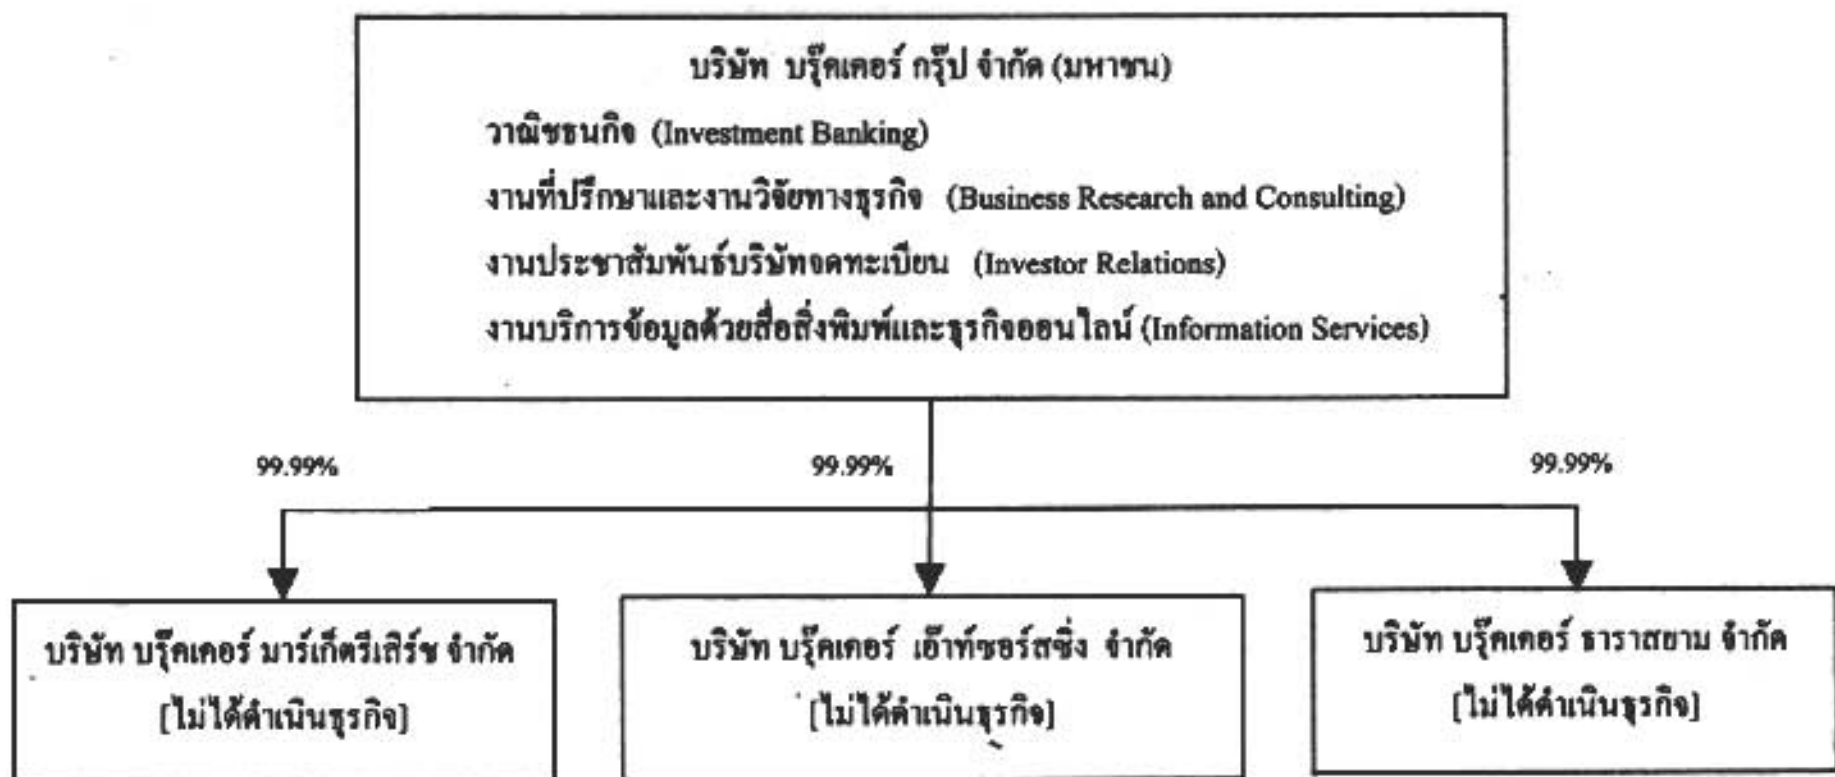 บริษัท บรุ๊คเคอร์ กรุ๊ป จำกัด (มหาชน)
วาณิชธนกิจ (Investment Banking)
งานที่ปรึกษาและงานวิจัยทางธุรกิจ (Business Research and Consulting)
งานประชาสัมพันธ์บริษัทจดทะเบียน (Investor Relations)
งานบริการข้อมูลด้วยสื่อสิ่งพิมพ์และธุรกิจออนไลน์ (Information Services)
99.99% 99.99% 99.99%
บริษัท บรุ๊คเคอร์ มาร์เก็ตรีเสิร์ช จำกัด
[ไม่ได้ดำเนินธุรกิจ]
บริษัท บรุ๊คเคอร์ เอ๊าท์ซอร์สซิ่ง จำกัด
[ไม่ได้ดำเนินธุรกิจ]
บริษัท บรุ๊คเคอร์ ธาราสยาม จำกัด
[ไม่ได้ดำเนินธุรกิจ]